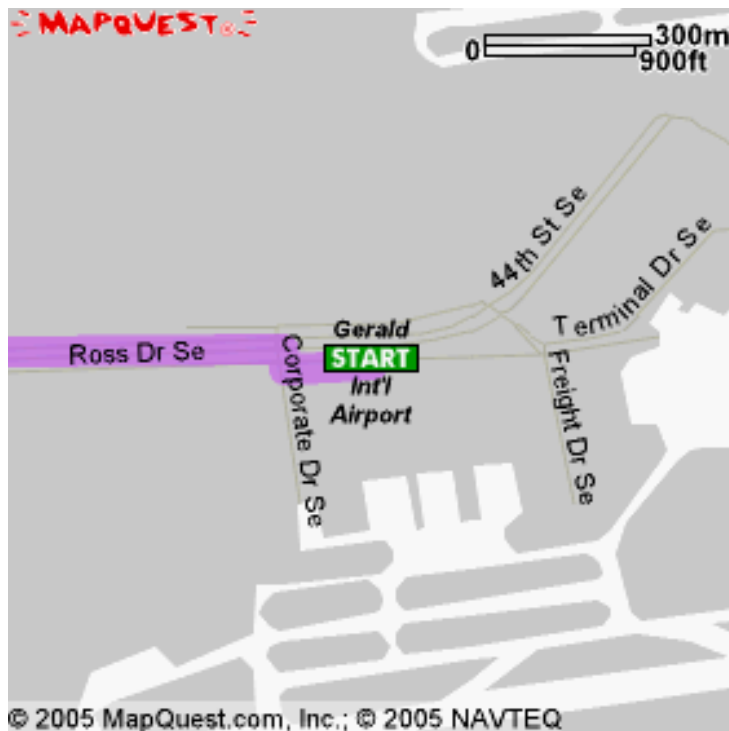 MAPQUEST®
300m
0
900ft
44th St Se
Terminal Dr Se
Gerald
Ross Dr Se
START
Corporate Dr Se
Int'l
Airport
Freight Dr Se
© 2005 MapQuest.com, Inc.; © 2005 NAVTEQ